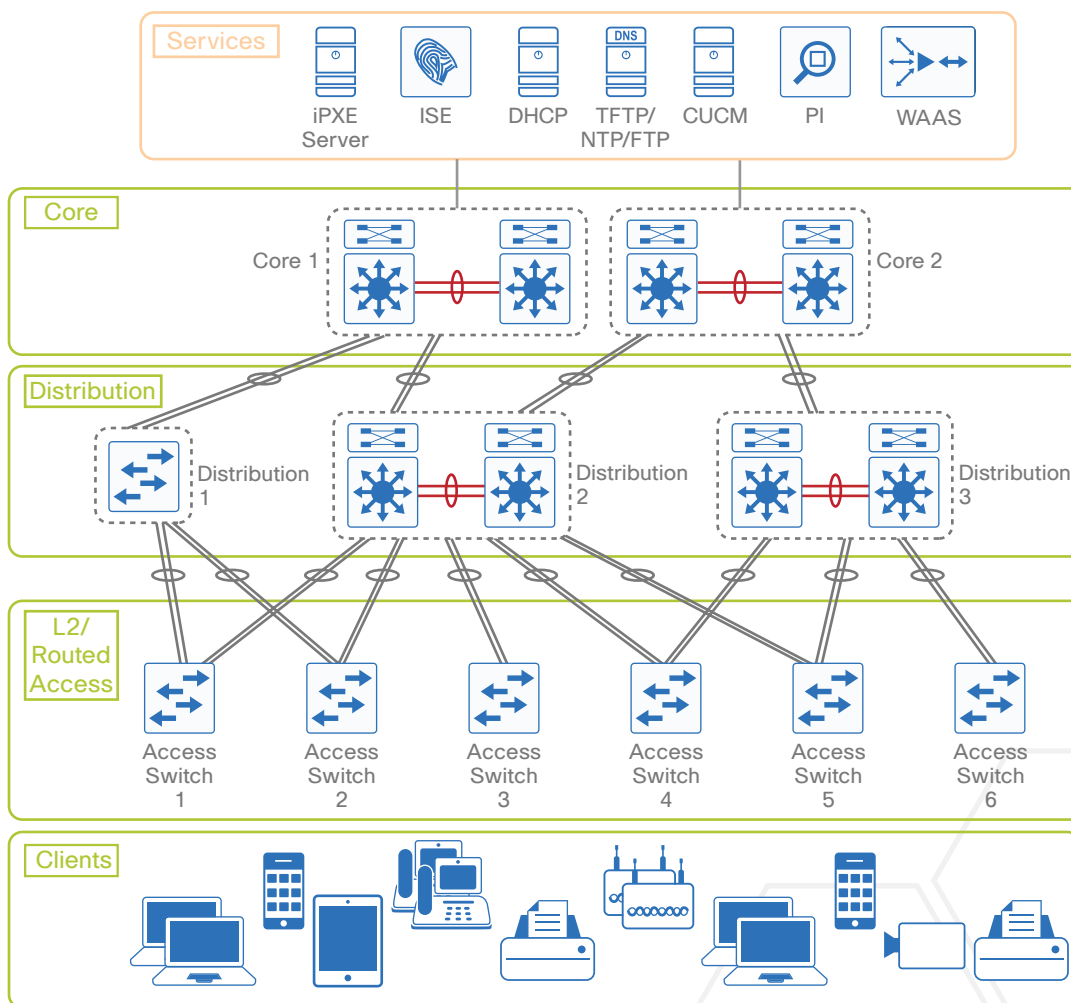 Services
iPXE
Server
ISE
DHCP
DNS
TFTP/
NTP/FTP
CUCM
PI
WAAS
Core
Core 1
Core 2
Distribution
Distribution
1
Distribution
2
Distribution
3
L2/
Routed
Access
Access
Switch
1
Access
Switch
2
Access
Switch
3
Access
Switch
4
Access
Switch
5
Access
Switch
6
Clients